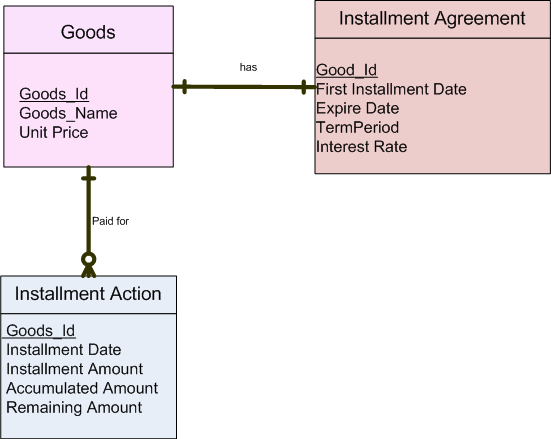 Goods
Goods_Id
Goods_Name
Unit Price
has
Installment Agreement
Good_Id
First Installment Date
Expire Date
TermPeriod
Interest Rate
Paid for
Installment Action
Goods_Id
Installment Date
Installment Amount
Accumulated Amount
Remaining Amount